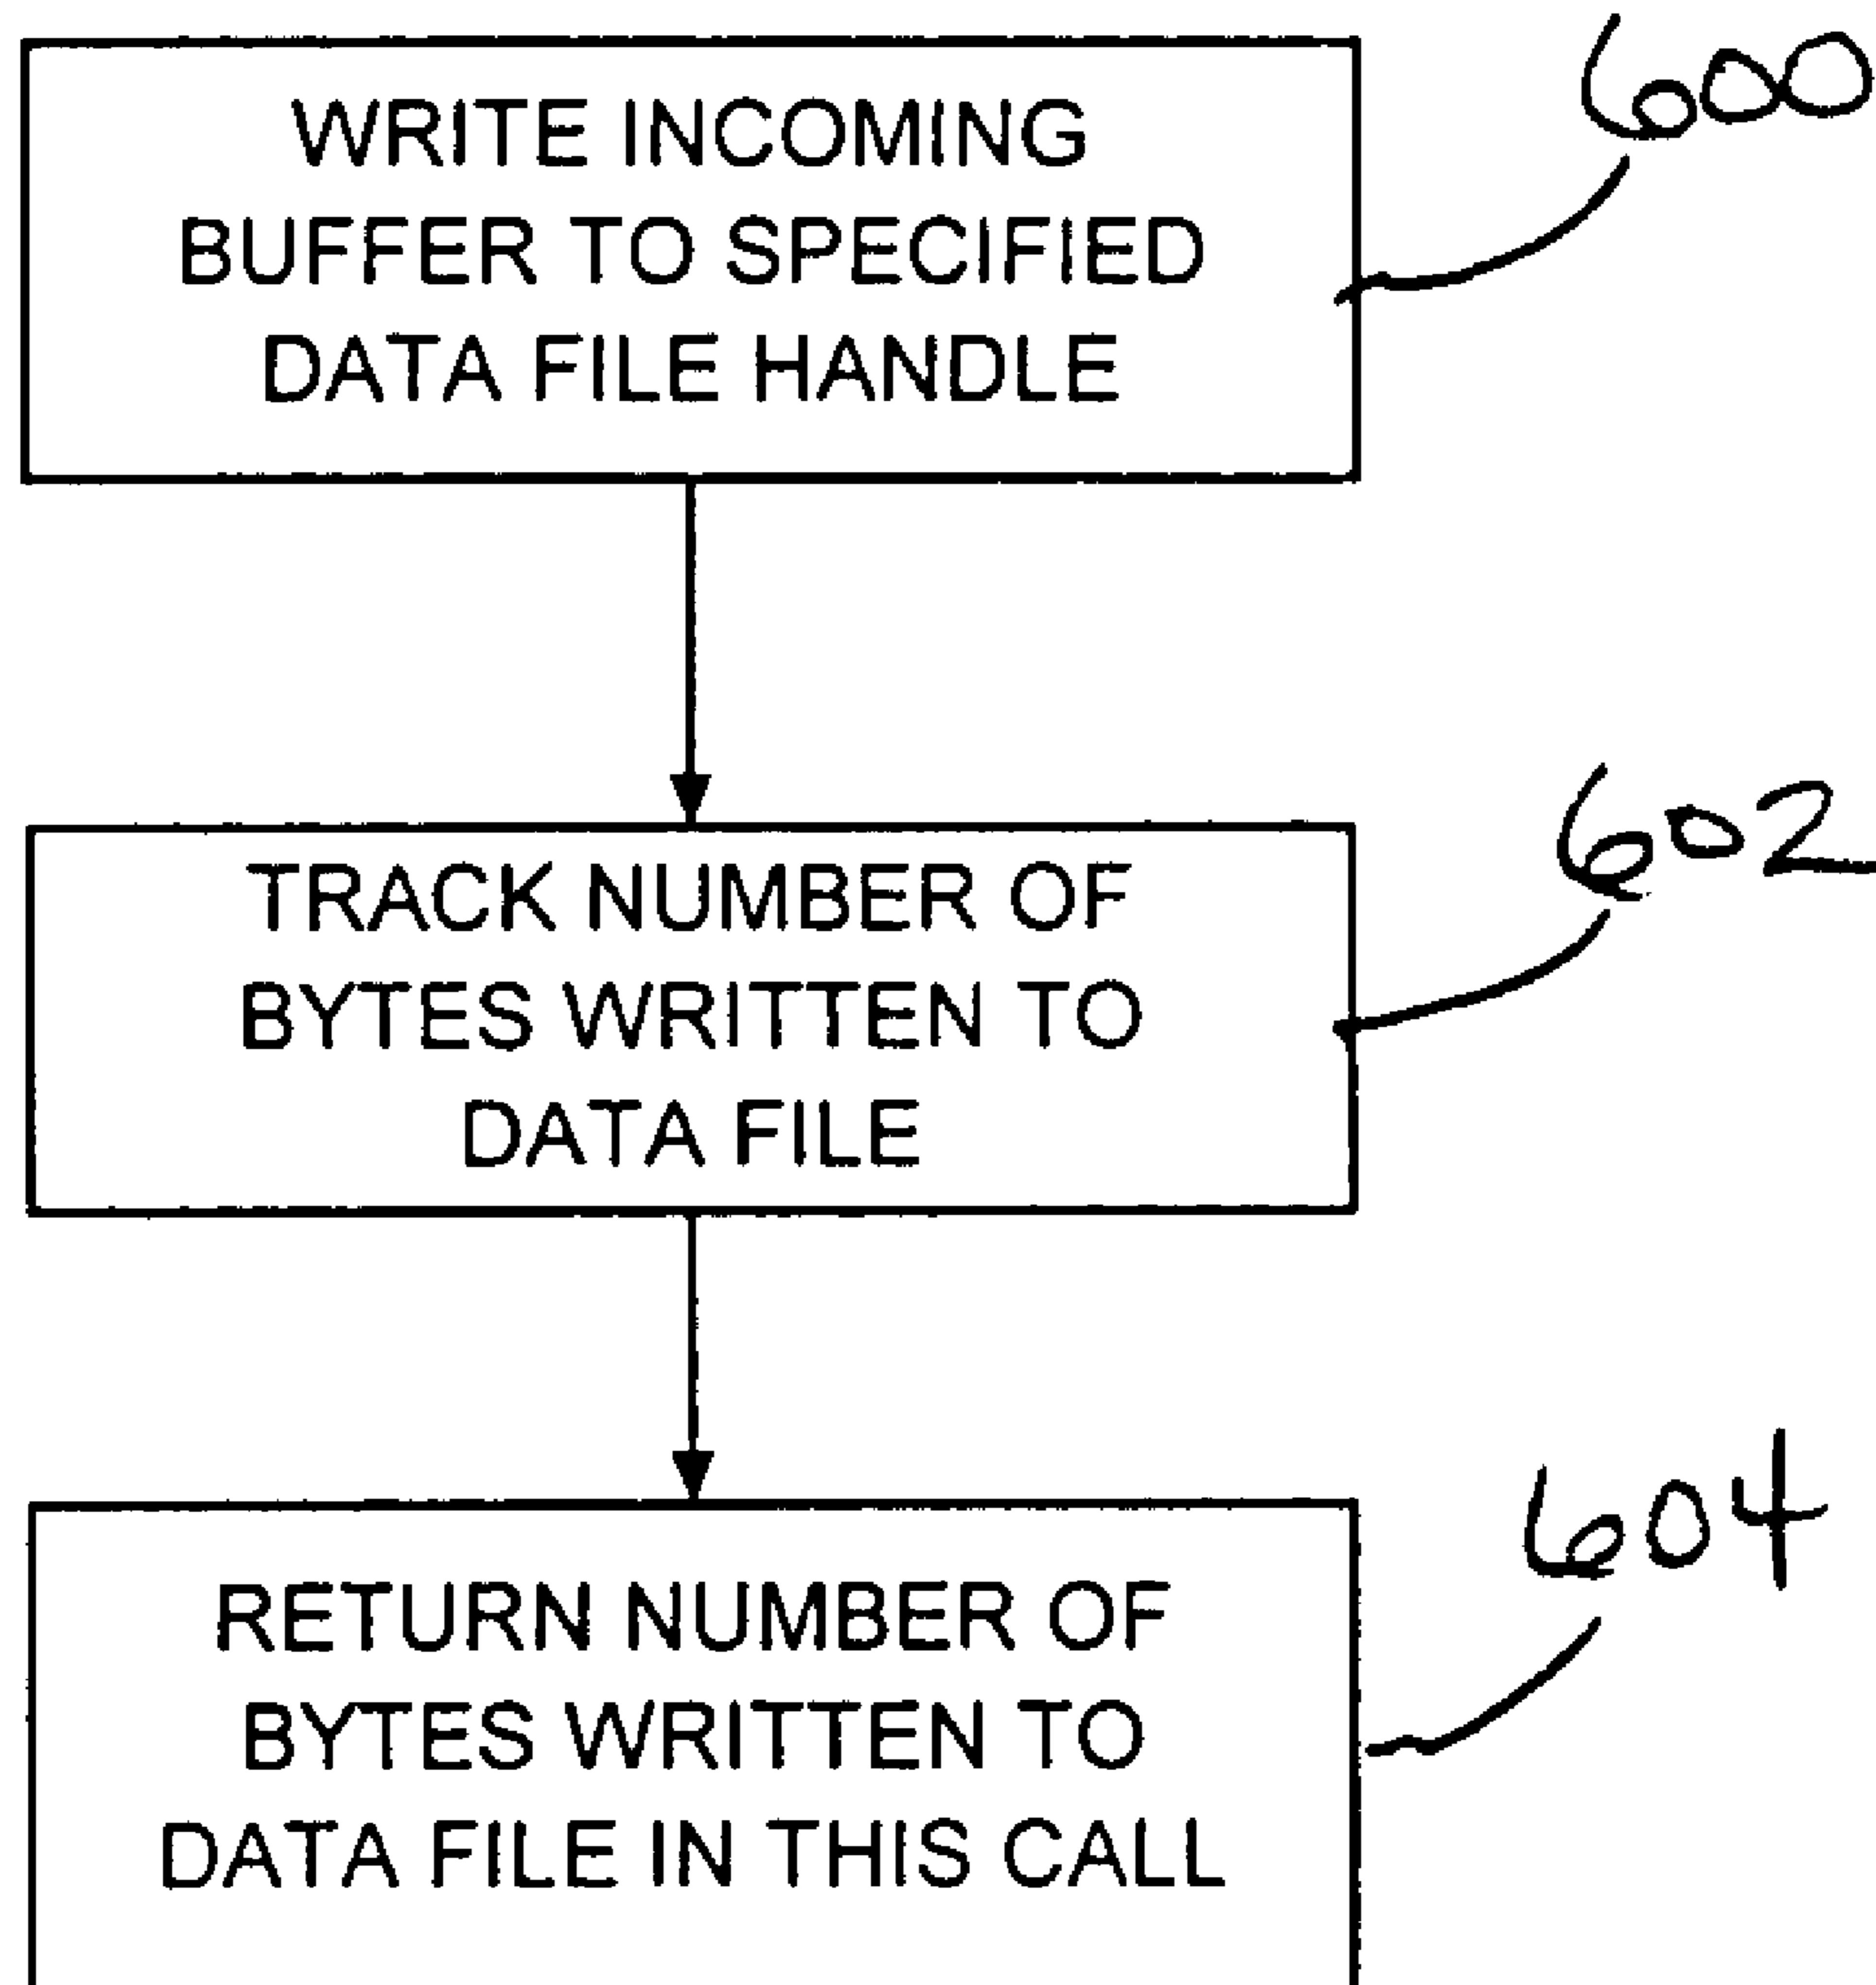 WRITE INCOMING
BUFFER TO SPECIFIED
DATA FILE HANDLE
600
TRACK NUMBER OF
BYTES WRITTEN TO
DATA FILE
602
RETURN NUMBER OF
BYTES WRITTEN TO
DATA FILE IN THIS CALL
604